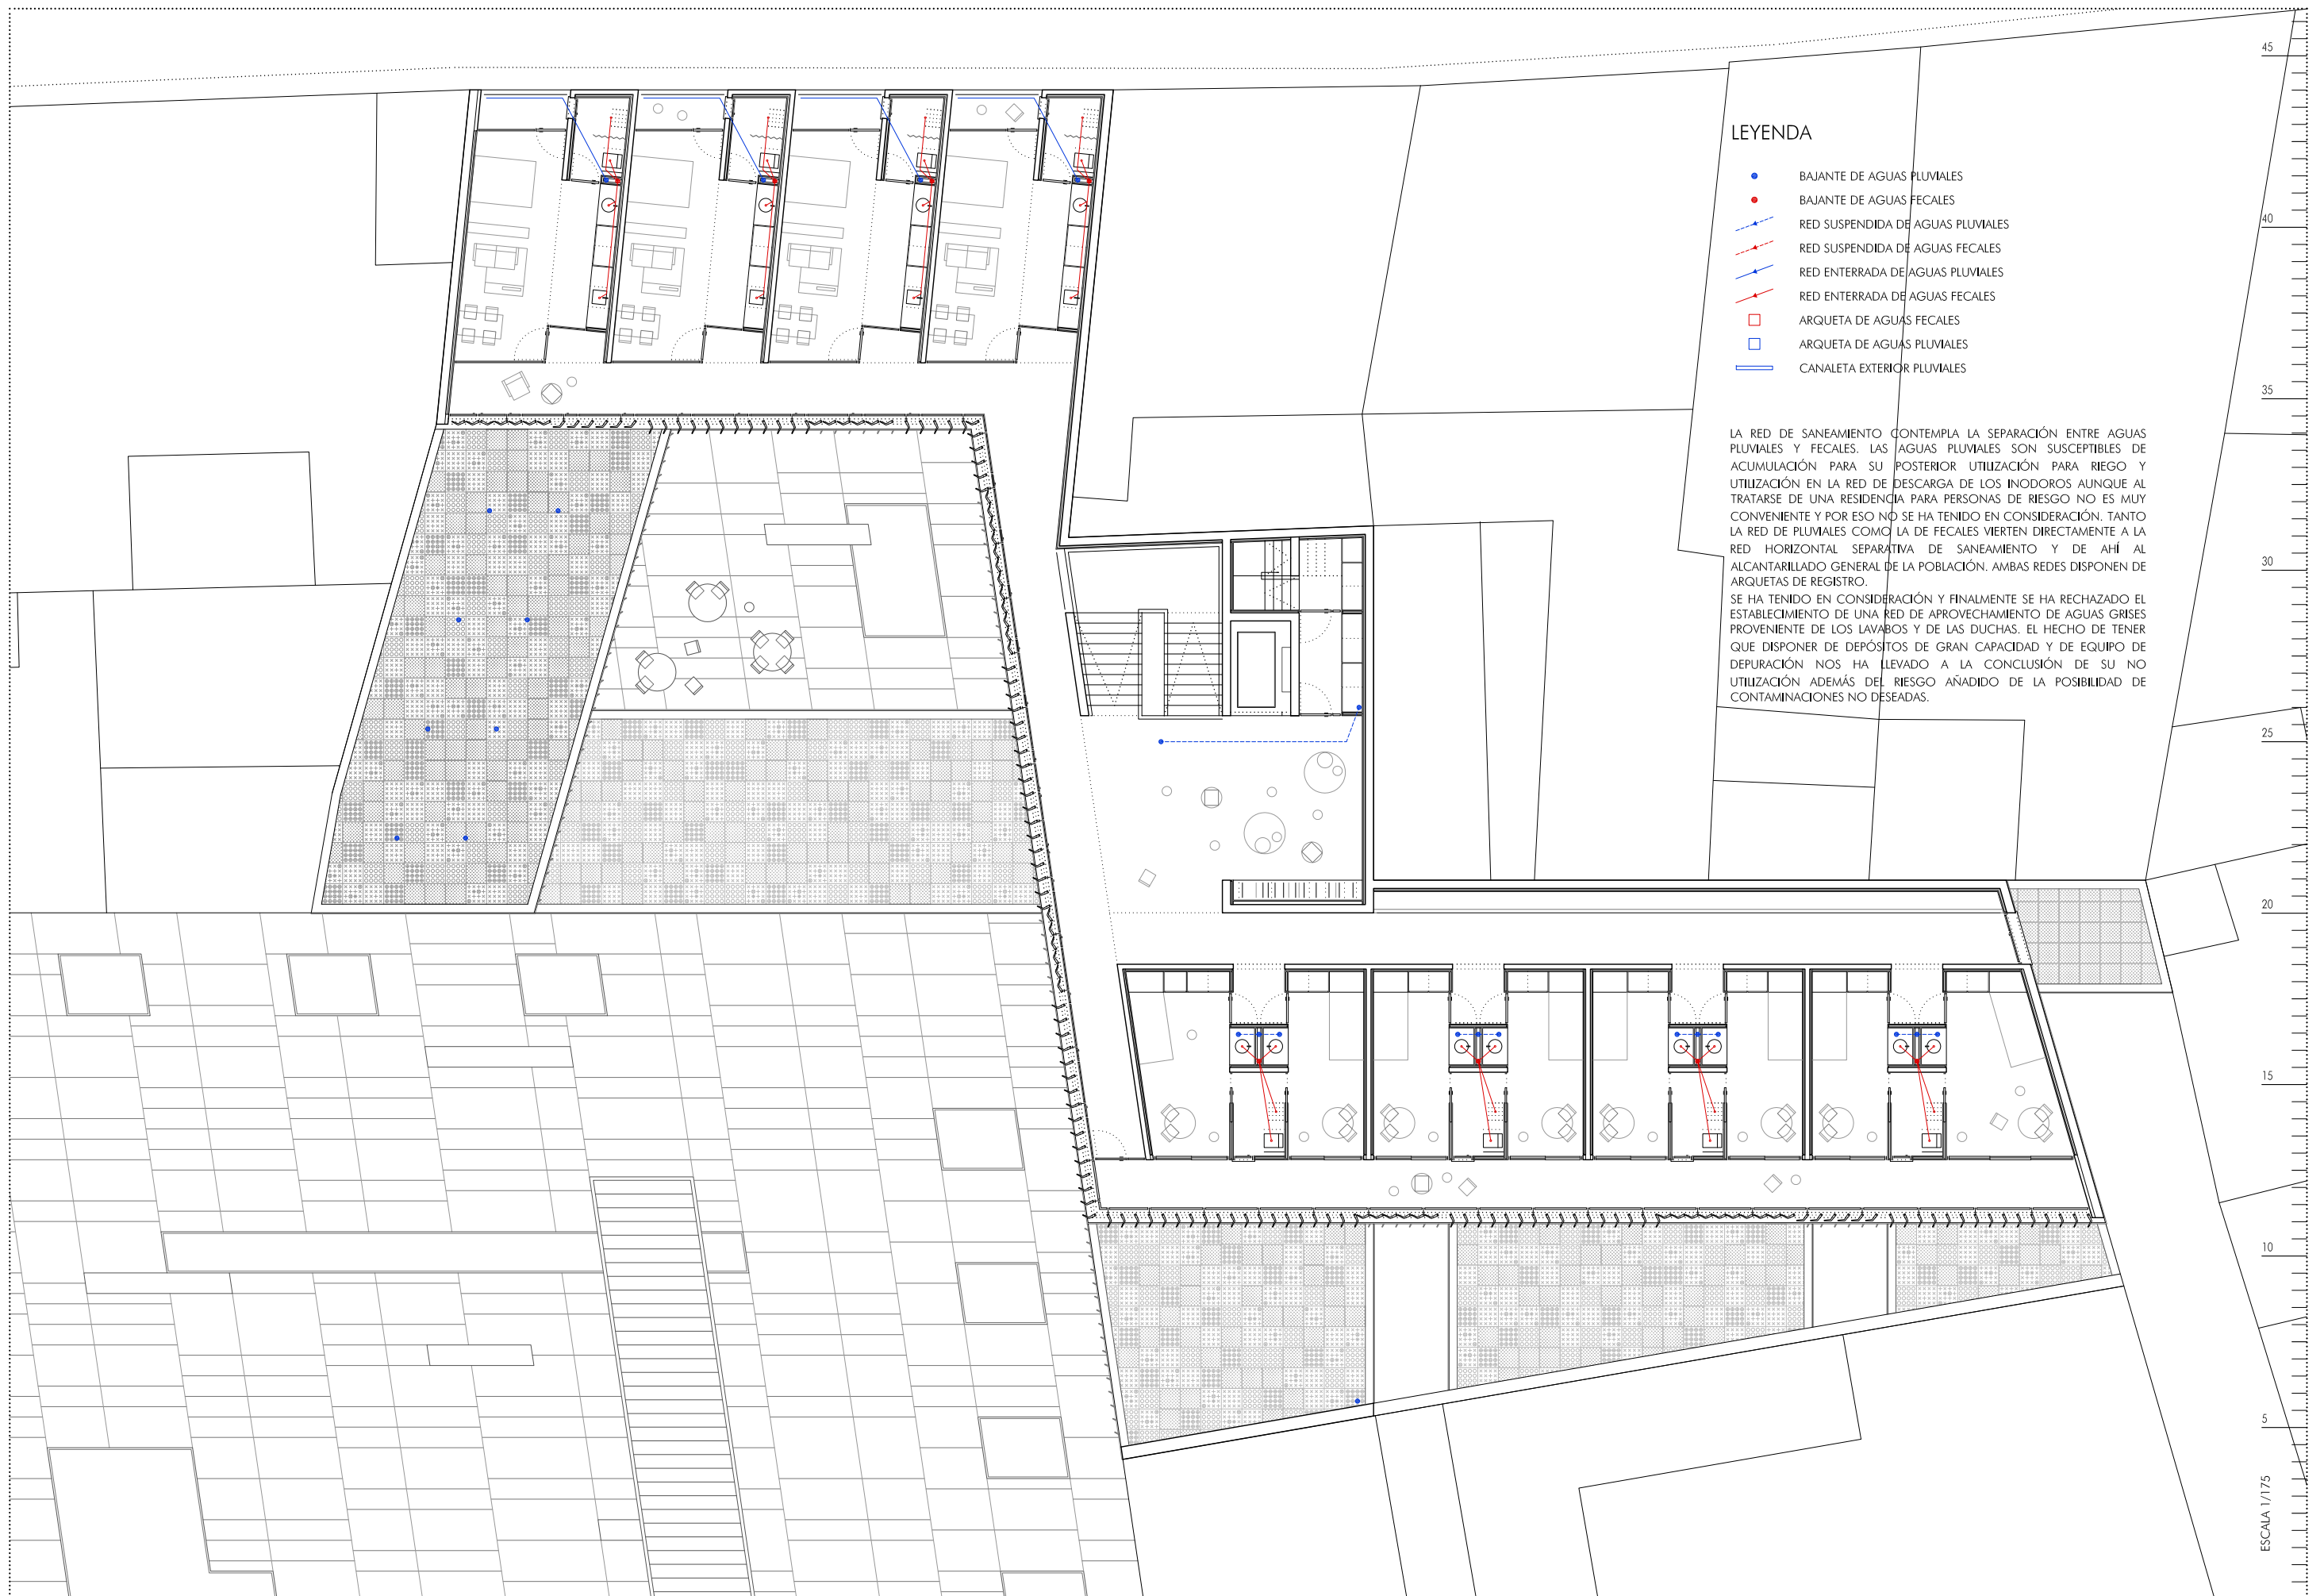 LEYENDA
BAJANTE DE AGUAS PLUVIALES
BAJANTE DE AGUAS FECALES
RED SUSPENDIDA DE AGUAS PLUVIALES
RED SUSPENDIDA DE AGUAS FECALES
RED ENTERRADA DE AGUAS PLUVIALES
RED ENTERRADA DE AGUAS FECALES
ARQUETA DE AGUAS FECALES
ARQUETA DE AGUAS PLUVIALES
CANALETA EXTERIOR PLUVIALES
LA RED DE SANEAMIENTO CONTEMPLA LA SEPARACIÓN ENTRE AGUAS
PLUVIALES Y FECALES. LAS AGUAS PLUVIALES SON SUSCEPTIBLES DE
ACUMULACIÓN PARA SU POSTERIOR UTILIZACIÓN PARA RIEGO Y
UTILIZACIÓN EN LA RED DE DESCARGA DE LOS INODOROS AUNQUE AL
TRATARSE DE UNA RESIDENCIA PARA PERSONAS DE RIESGO NO ES MUY
CONVENIENTE Y POR ESO NO SE HA TENIDO EN CONSIDERACIÓN. TANTO
LA RED DE PLUVIALES COMO LA DE FECALES VIERTEN DIRECTAMENTE A LA
RED HORIZONTAL SEPARATIVA DE SANEAMIENTO Y DE AHÍ AL
ALCANTARILLADO GENERAL DE LA POBLACIÓN. AMBAS REDES DISPONEN DE
ARQUETAS DE REGISTRO.
SE HA TENIDO EN CONSIDERACIÓN Y FINALMENTE SE HA RECHAZADO EL
ESTABLECIMIENTO DE UNA RED DE APROVECHAMIENTO DE AGUAS GRISES
PROVENIENTE DE LOS LAVABOS Y DE LAS DUCHAS. EL HECHO DE TENER
QUE DISPONER DE DEPÓSITOS DE GRAN CAPACIDAD Y DE EQUIPO DE
DEPURACIÓN NOS HA LLEVADO A LA CONCLUSIÓN DE SU NO
UTILIZACIÓN ADEMÁS DEL RIESGO AÑADIDO DE LA POSIBILIDAD DE
CONTAMINACIONES NO DESEADAS.
45
40
35
30
25
20
15
10
5
ESCALA 1/175